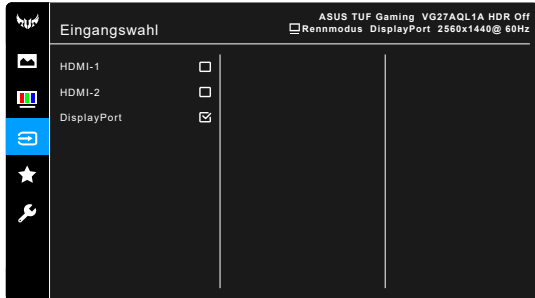 ASUS TUF Gaming VG27AQL1A HDR Off
Eingangswahl
Rennmodus DisplayPort 2560x1440@ 60Hz
HDMI-1
HDMI-2
DisplayPort